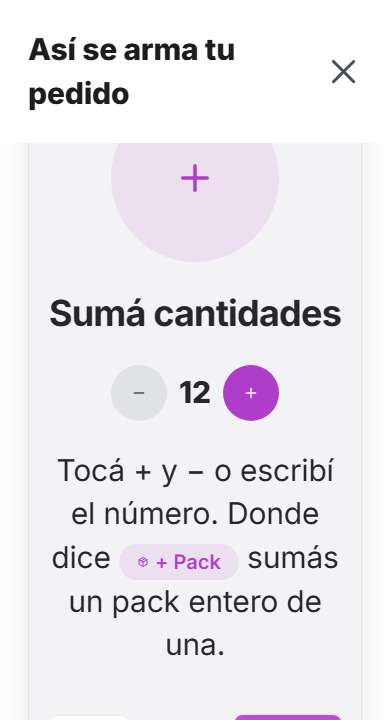 Así se arma tu
pedido
Sumá cantidades
− 12 +
Tocá + y − o escribí
el número. Donde
dice + Pack sumás
un pack entero de
una.